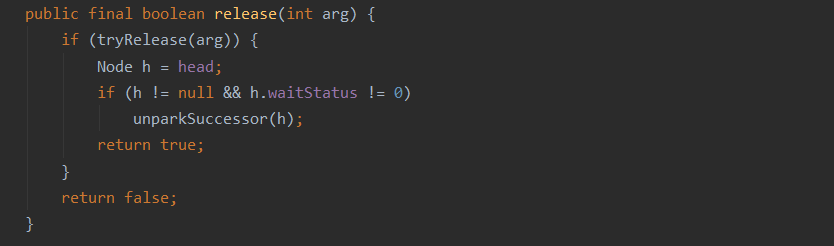 public final boolean release(int arg) {
    if (tryRelease(arg)) {
        Node h = head;
        if (h != null && h.waitStatus != 0)
            unparkSuccessor(h);
        return true;
    }
    return false;
}